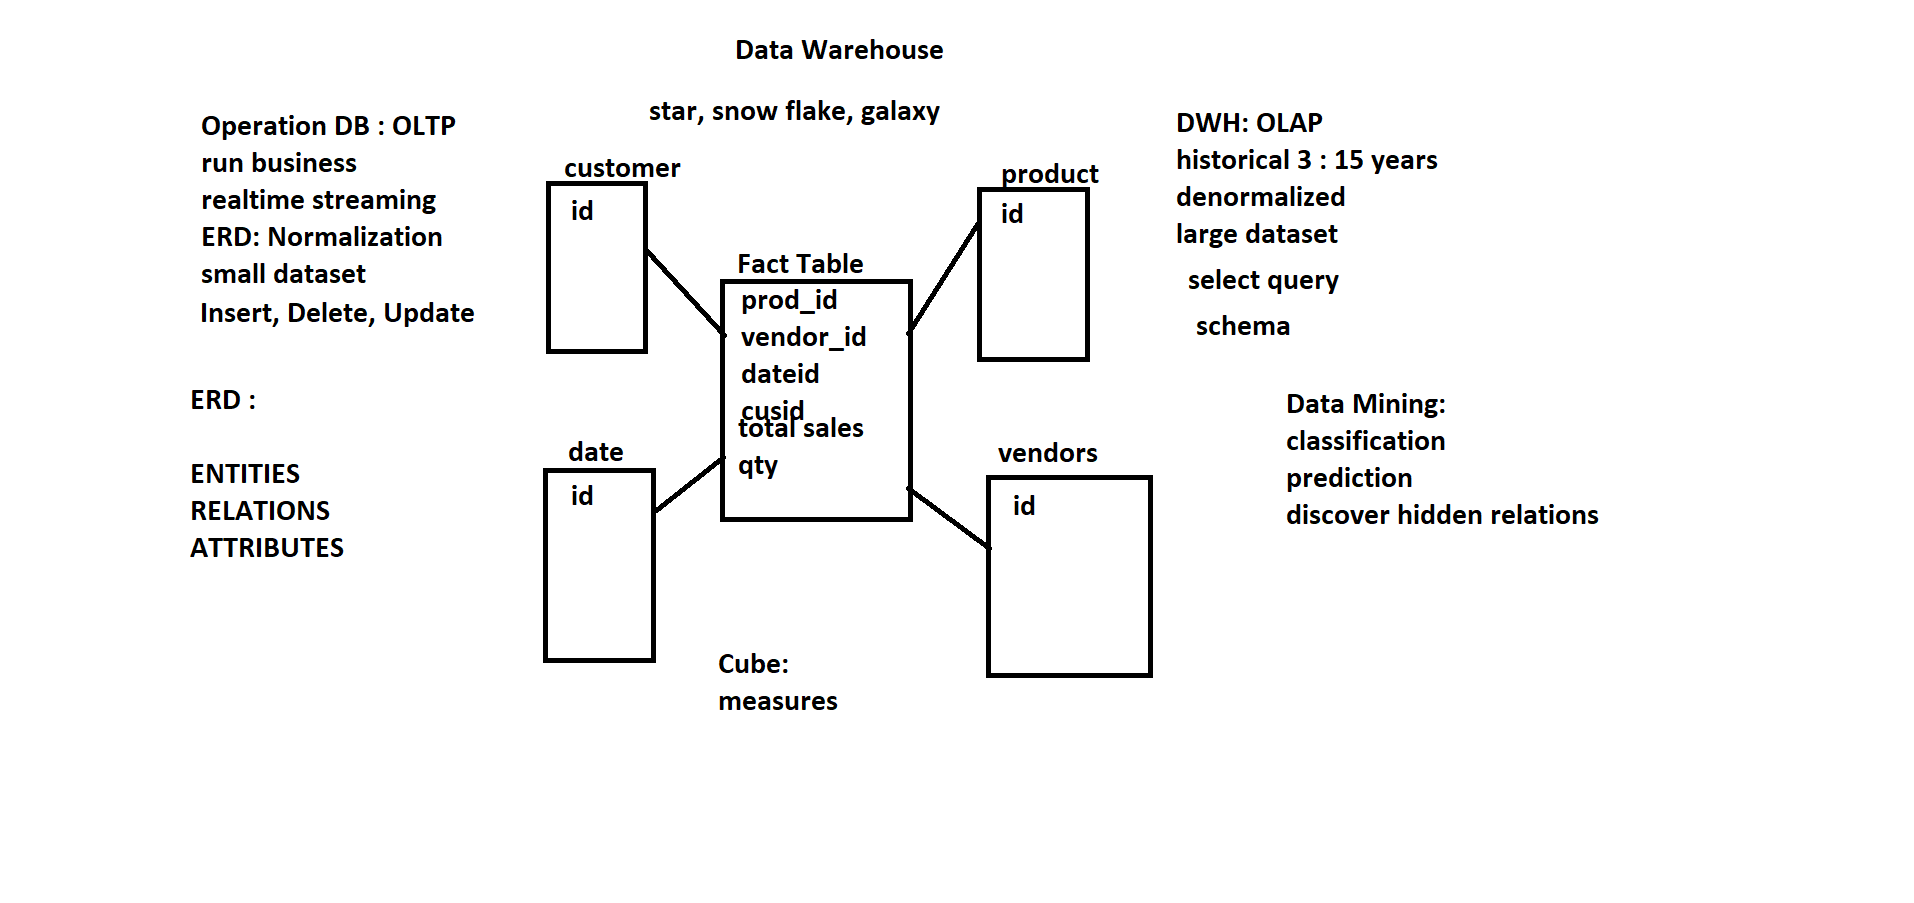 Data Warehouse
star, snow flake, galaxy
Operation DB : OLTP
run business
realtime streaming
ERD: Normalization
small dataset
Insert, Delete, Update
ERD :
ENTITIES
RELATIONS
ATTRIBUTES
customer
id
date
id
Fact Table
prod_id
vendor_id
dateid
cusid
total sales
qty
Cube:
measures
product
id
vendors
id
DWH: OLAP
historical 3 : 15 years
denormalized
large dataset
select query
schema
Data Mining:
classification
prediction
discover hidden relations